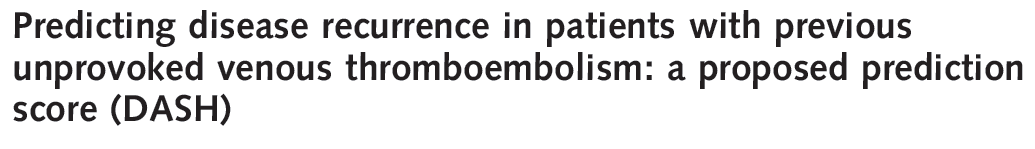 Predicting disease recurrence in patients with previous
unprovoked venous thromboembolism: a proposed prediction
score (DASH)